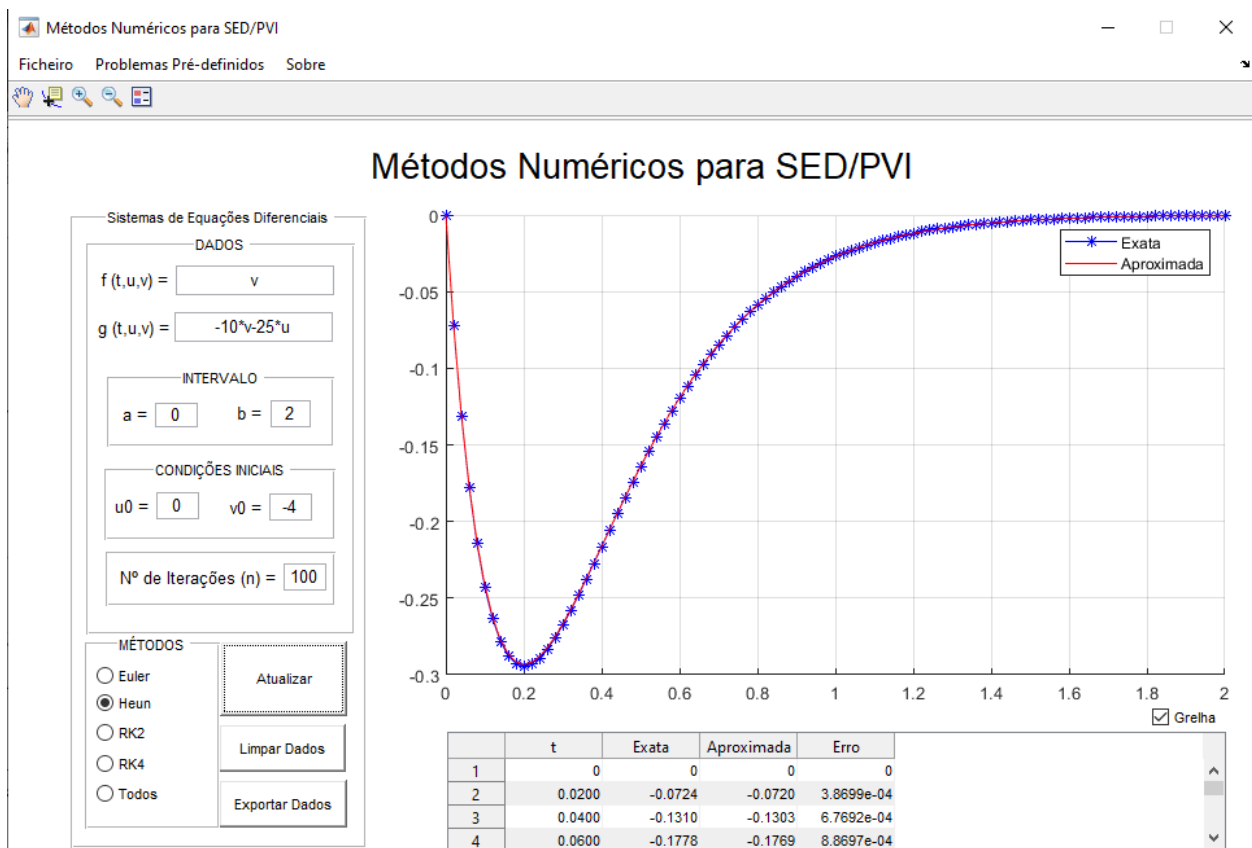 Métodos Numéricos para SED/PVI
Ficheiro Problemas Pré-definidos Sobre
Métodos Numéricos para SED/PVI
Sistemas de Equações Diferenciais
DADOS
f (t,u,v) = v
g (t,u,v) = -10*v-25*u
INTERVALO
a = 0 b = 2
CONDIÇÕES INICIAIS
u0 = 0 v0 = -4
Nº de Iterações (n) = 100
MÉTODOS
Euler
Heun
RK2
RK4
Todos
Atualizar
Limpar Dados
Exportar Dados
0
-0.05
-0.1
-0.15
-0.2
-0.25
-0.3
0 0.2 0.4 0.6 0.8 1 1.2 1.4 1.6 1.8 2
Exata
Aproximada
Grelha
t Exata Aproximada Erro
1 0 0 0 0
2 0.0200 -0.0724 -0.0720 3.8699e-04
3 0.0400 -0.1310 -0.1303 6.7692e-04
4 0.0600 -0.1778 -0.1769 8.8697e-04